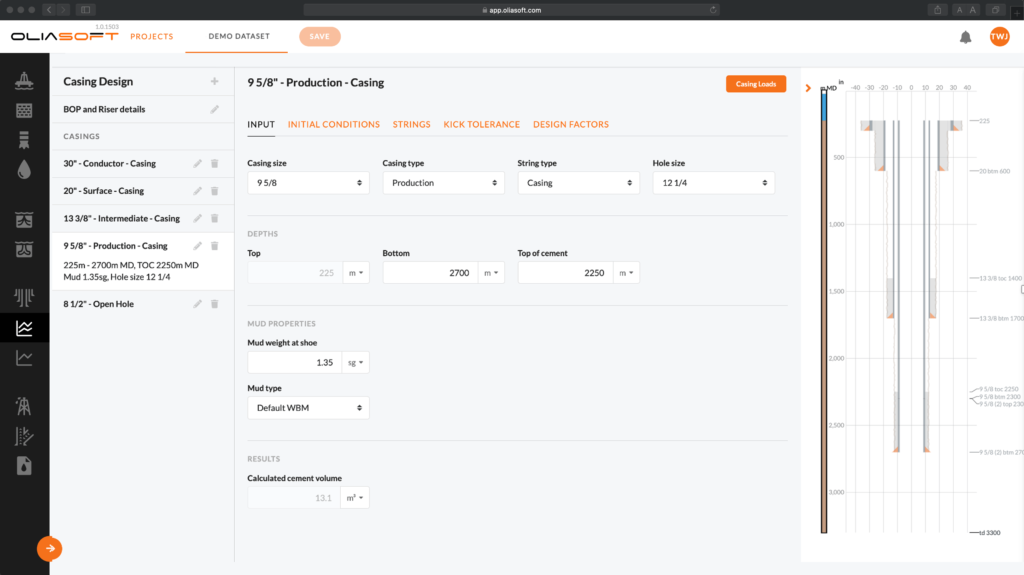 app.oliasoft.com
A A
1.0.1503
OLIASOFT
PROJECTS
DEMO DATASET
SAVE
TWJ
Casing Design
BOP and Riser details
CASINGS
30" - Conductor - Casing
20" - Surface - Casing
13 3/8" - Intermediate - Casing
9 5/8" - Production - Casing
225m - 2700m MD, TOC 2250m MD
Mud 1.35sg, Hole size 12 1/4
8 1/2" - Open Hole
9 5/8" - Production - Casing
Casing Loads
INPUT INITIAL CONDITIONS STRINGS KICK TOLERANCE DESIGN FACTORS
Casing size Casing type String type Hole size
9 5/8 Production Casing 12 1/4
DEPTHS
Top Bottom Top of cement
225 m 2700 m 2250 m
MUD PROPERTIES
Mud weight at shoe
1.35 sg
Mud type
Default WBM
RESULTS
Calculated cement volume
13.1 m³
in
m MD -40 -30 -20 -10 0 10 20 30 40
225
500
20 btm 600
1,000
13 3/8 toc 1400
1,500
13 3/8 btm 1700
2,000
9 5/8 toc 2250
9 5/8 btm 2300
9 5/8 (2) top 230
2,500
9 5/8 (2) btm 270
3,000
td 3300